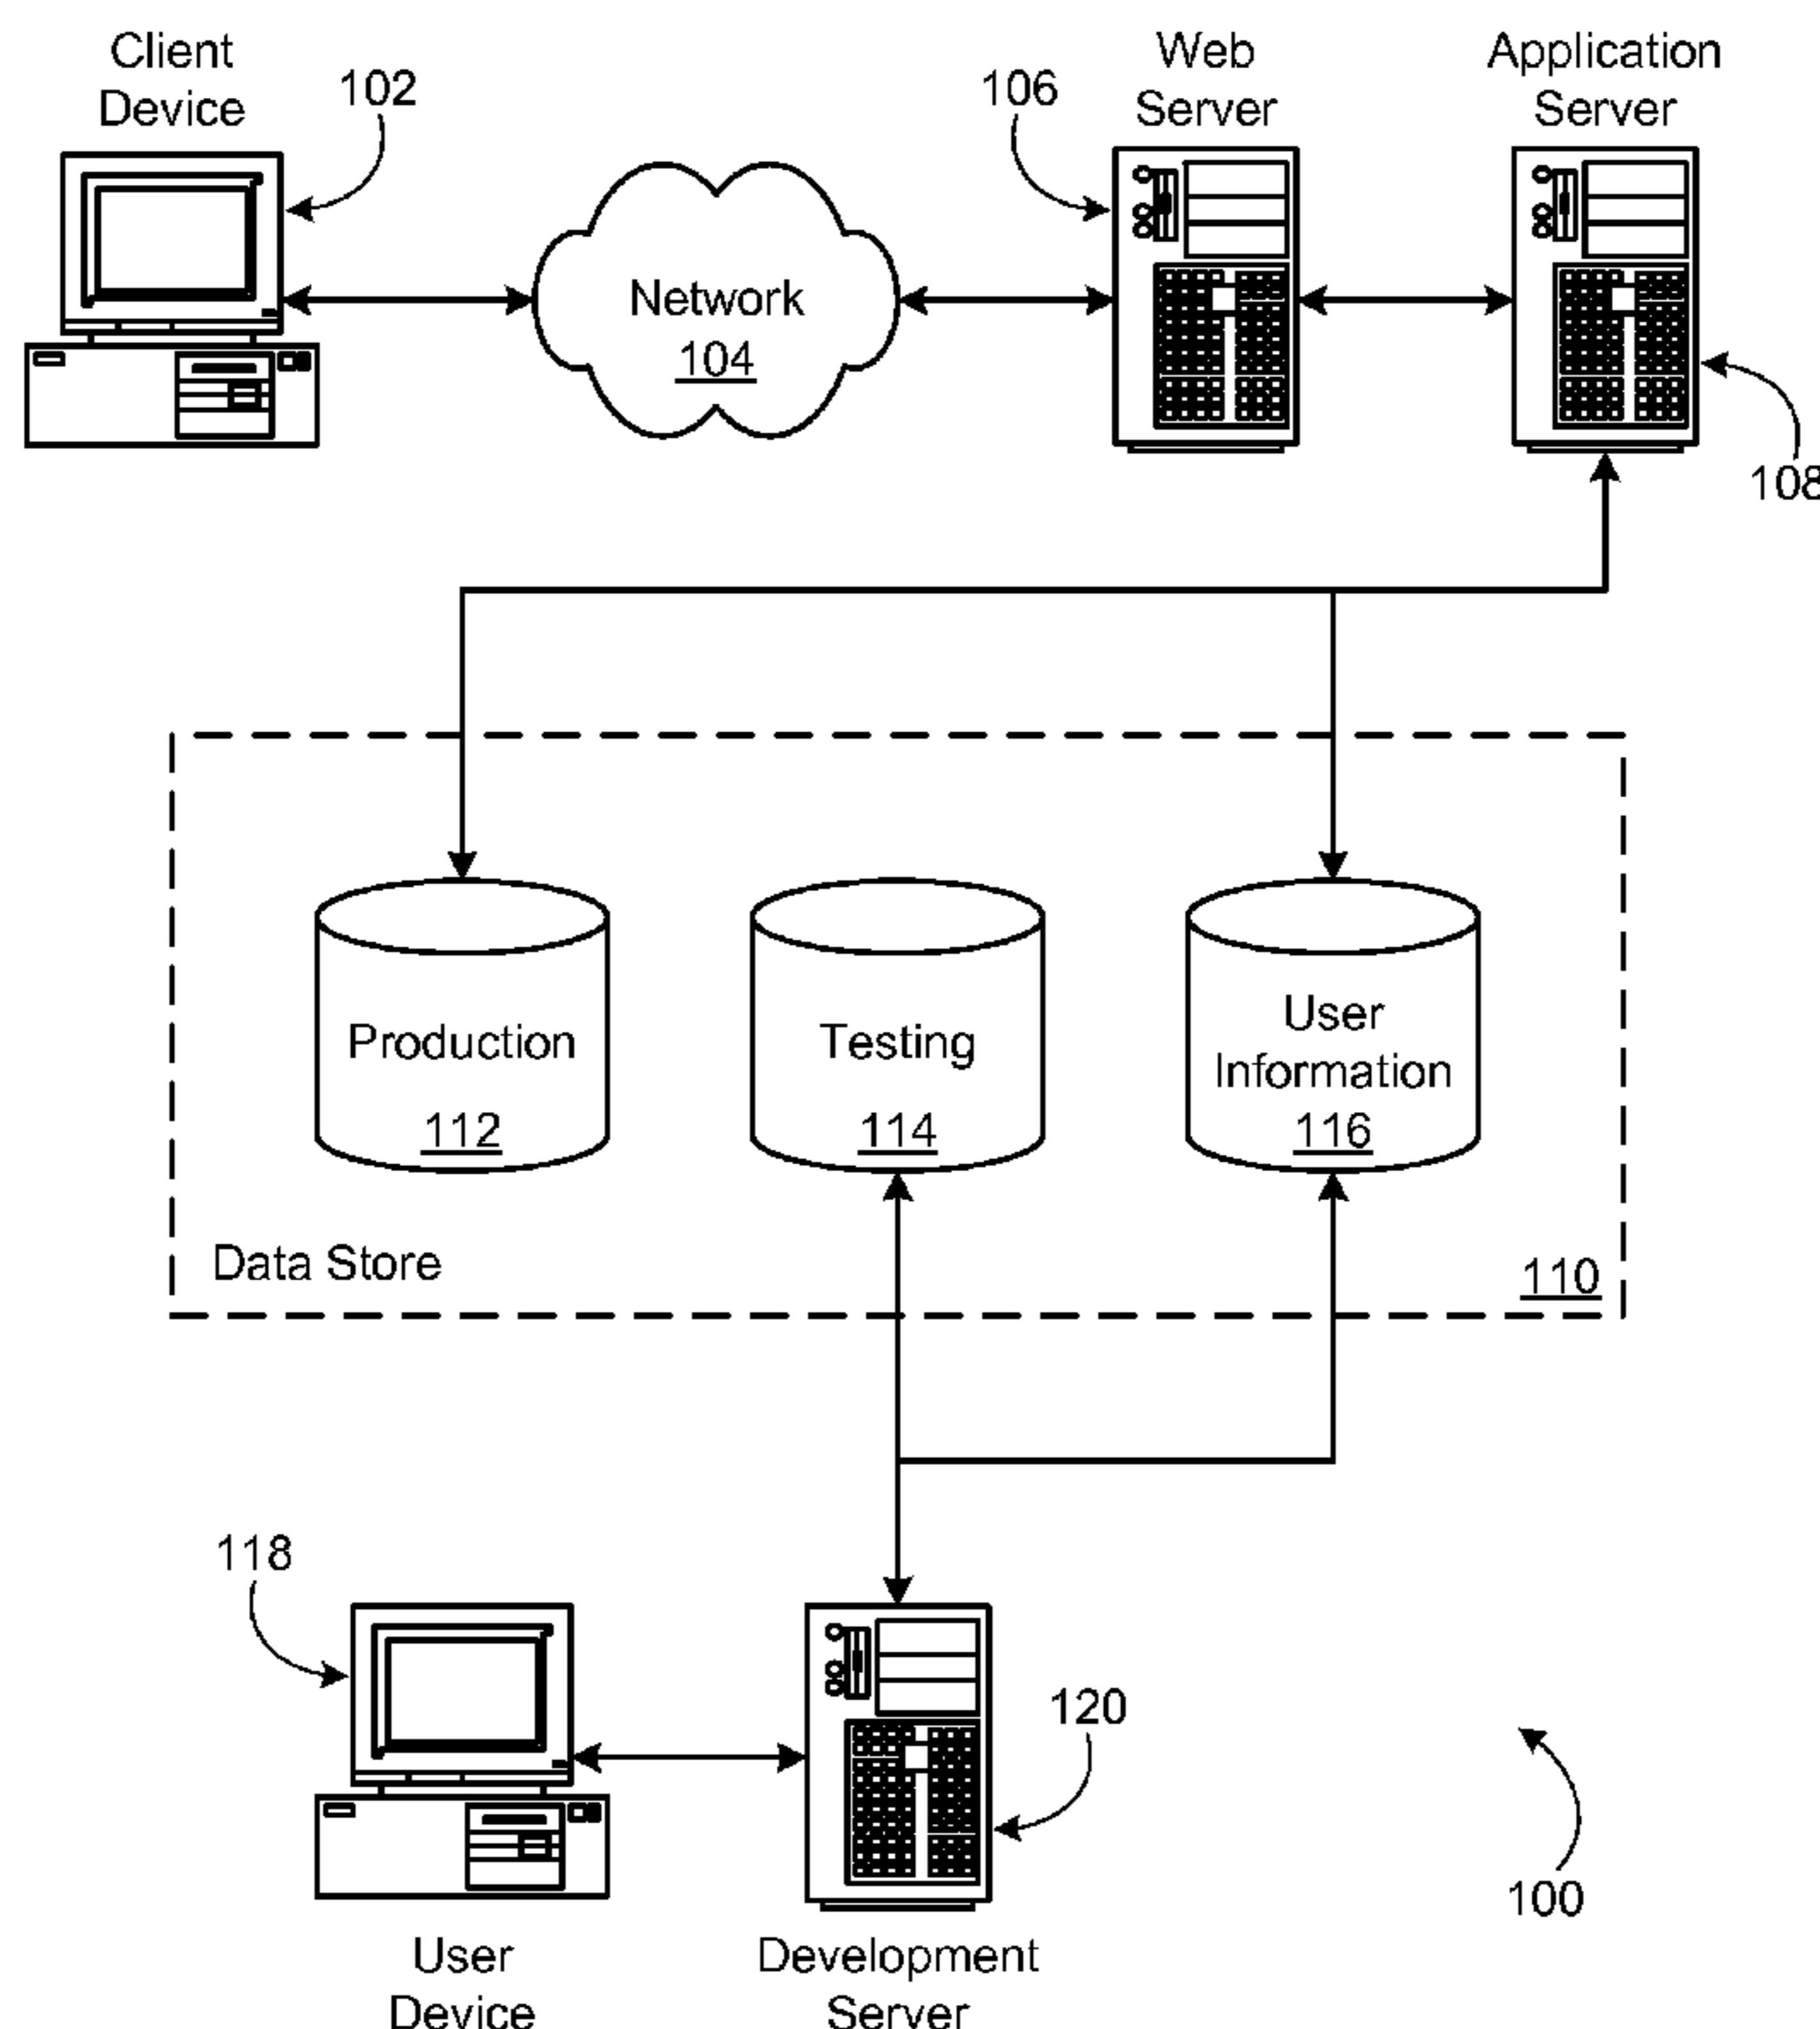 Client
Device
102
106
Web
Server
Application
Server
Network
104
108
Production
112
Testing
114
User
Information
116
Data Store
110
118
120
100
User
Device
Development
Server